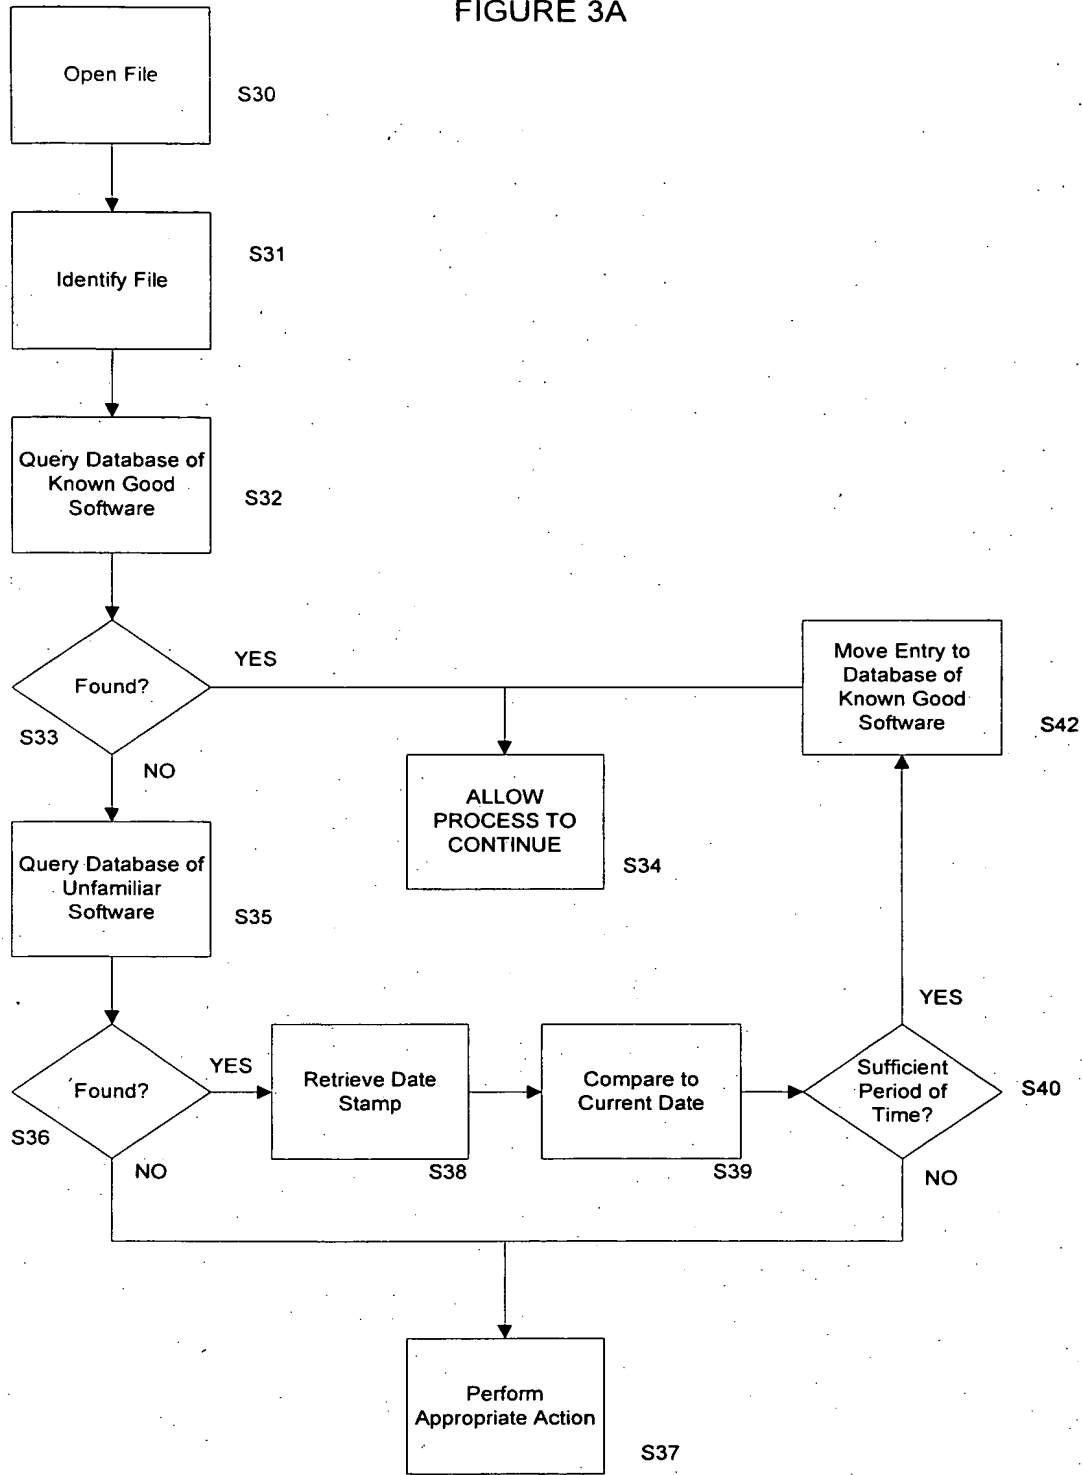 FIGURE 3A
Open File
S30
S31
Identify File
Query Database of
Known Good
Software
S32
YES
Found?
S33
NO
Move Entry to
Database of
Known Good
Software
S42
ALLOW
PROCESS TO
CONTINUE
S34
Query Database of
Unfamiliar
Software
S35
YES
Found?
S36
NO
Retrieve Date
Stamp
S38
Compare to
Current Date
S39
YES
Sufficient
Period of
Time?
S40
NO
Perform
Appropriate Action
S37